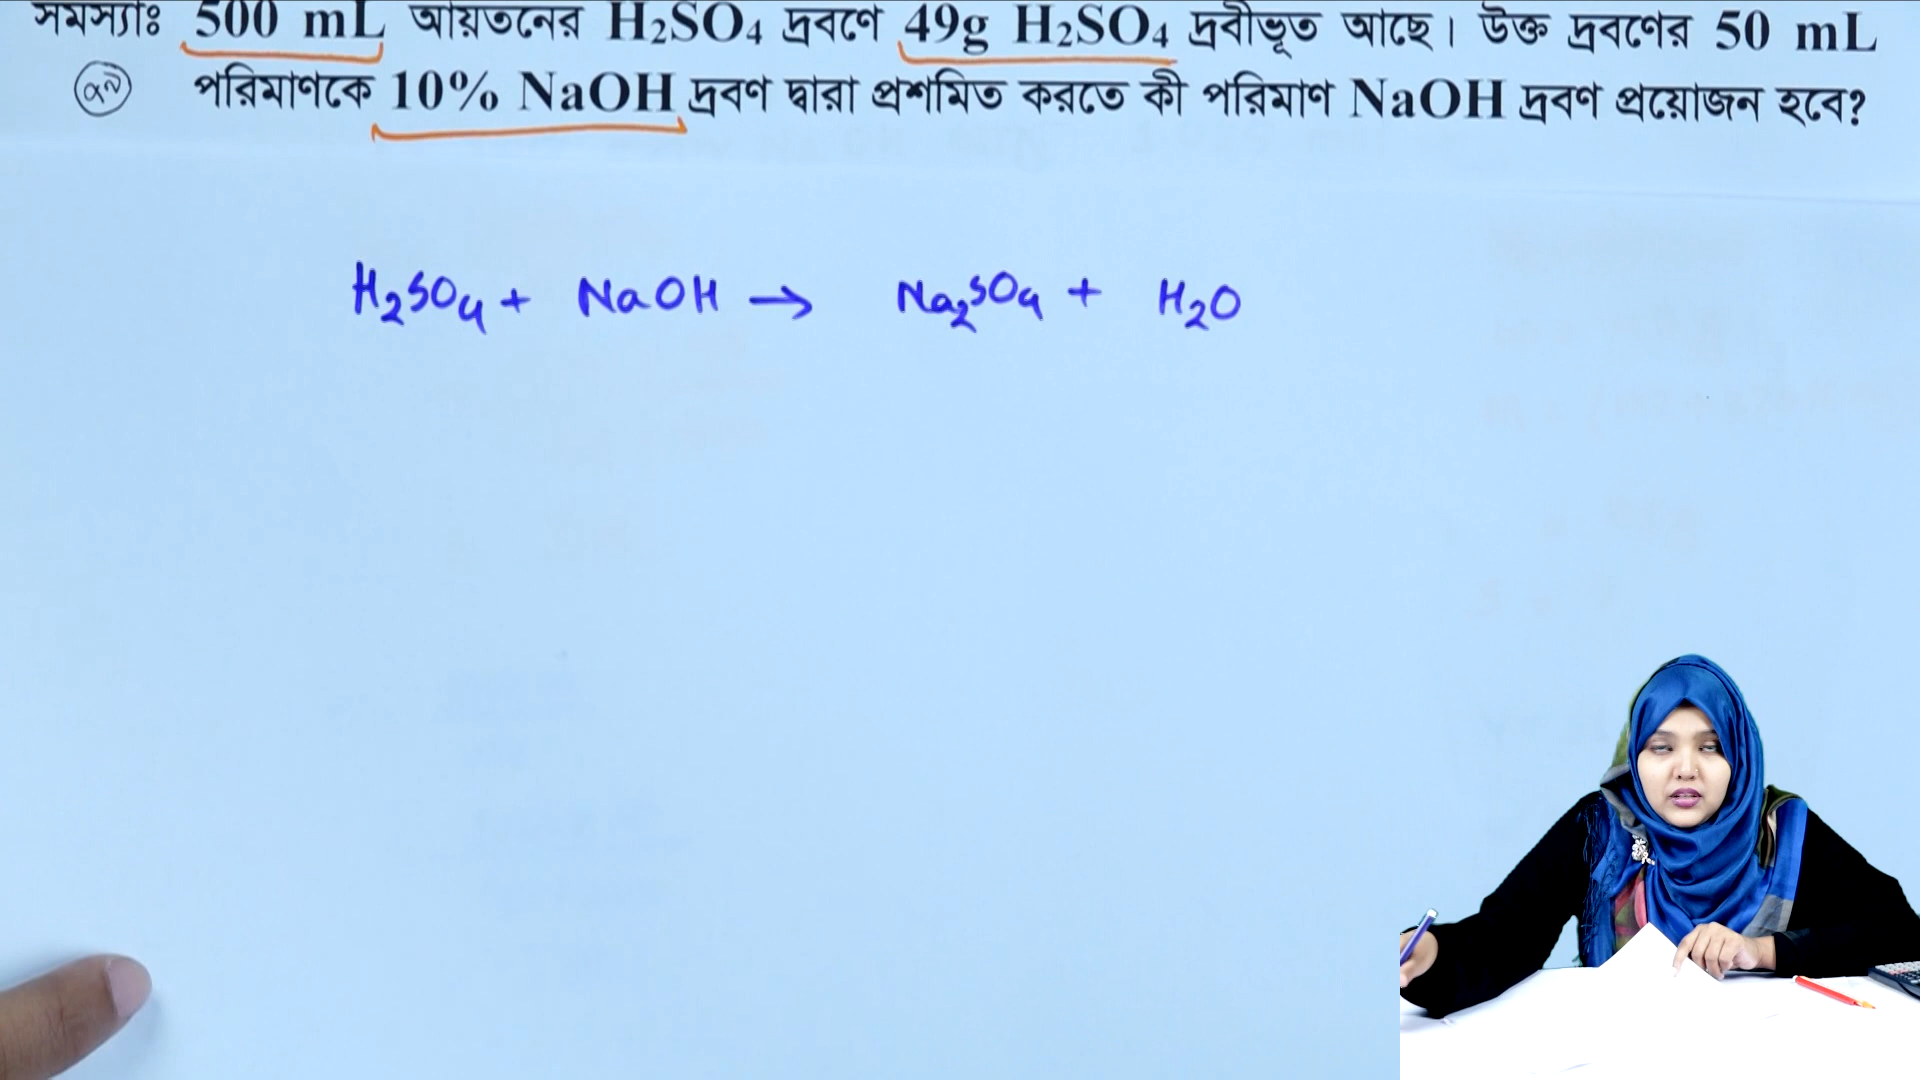 সমস্যাঃ 500 mL আয়তনের H₂SO₄ দ্রবণে 49g H₂SO₄ দ্রবীভূত আছে। উক্ত দ্রবণের 50 mL
পরিমাণকে 10% NaOH দ্রবণ দ্বারা প্রশমিত করতে কী পরিমাণ NaOH দ্রবণ প্রয়োজন হবে?
H₂SO₄ + NaOH → Na₂SO₄ + H₂O